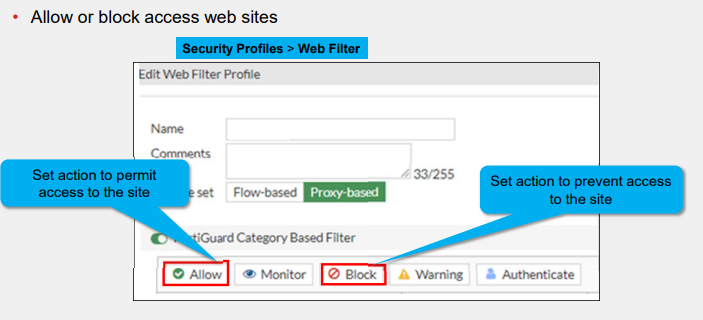 • Allow or block access web sites
Security Profiles > Web Filter
Edit Web Filter Profile
Name
Comments
33/255
Set action to permit
access to the site
e set
Flow-based
Proxy-based
Set action to prevent access
to the site
tiGuard Category Based Filter
Allow
Monitor
Block
Warning
Authenticate